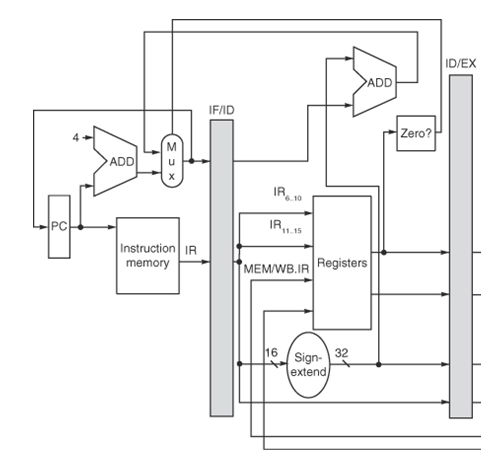 ID/EX
ADD
IF/ID
Zero?
4
ADD
M
u
x
IR6..10
PC
IR11..15
Instruction
memory
IR
MEM/WB.IR
Registers
16
Sign-
extend
32